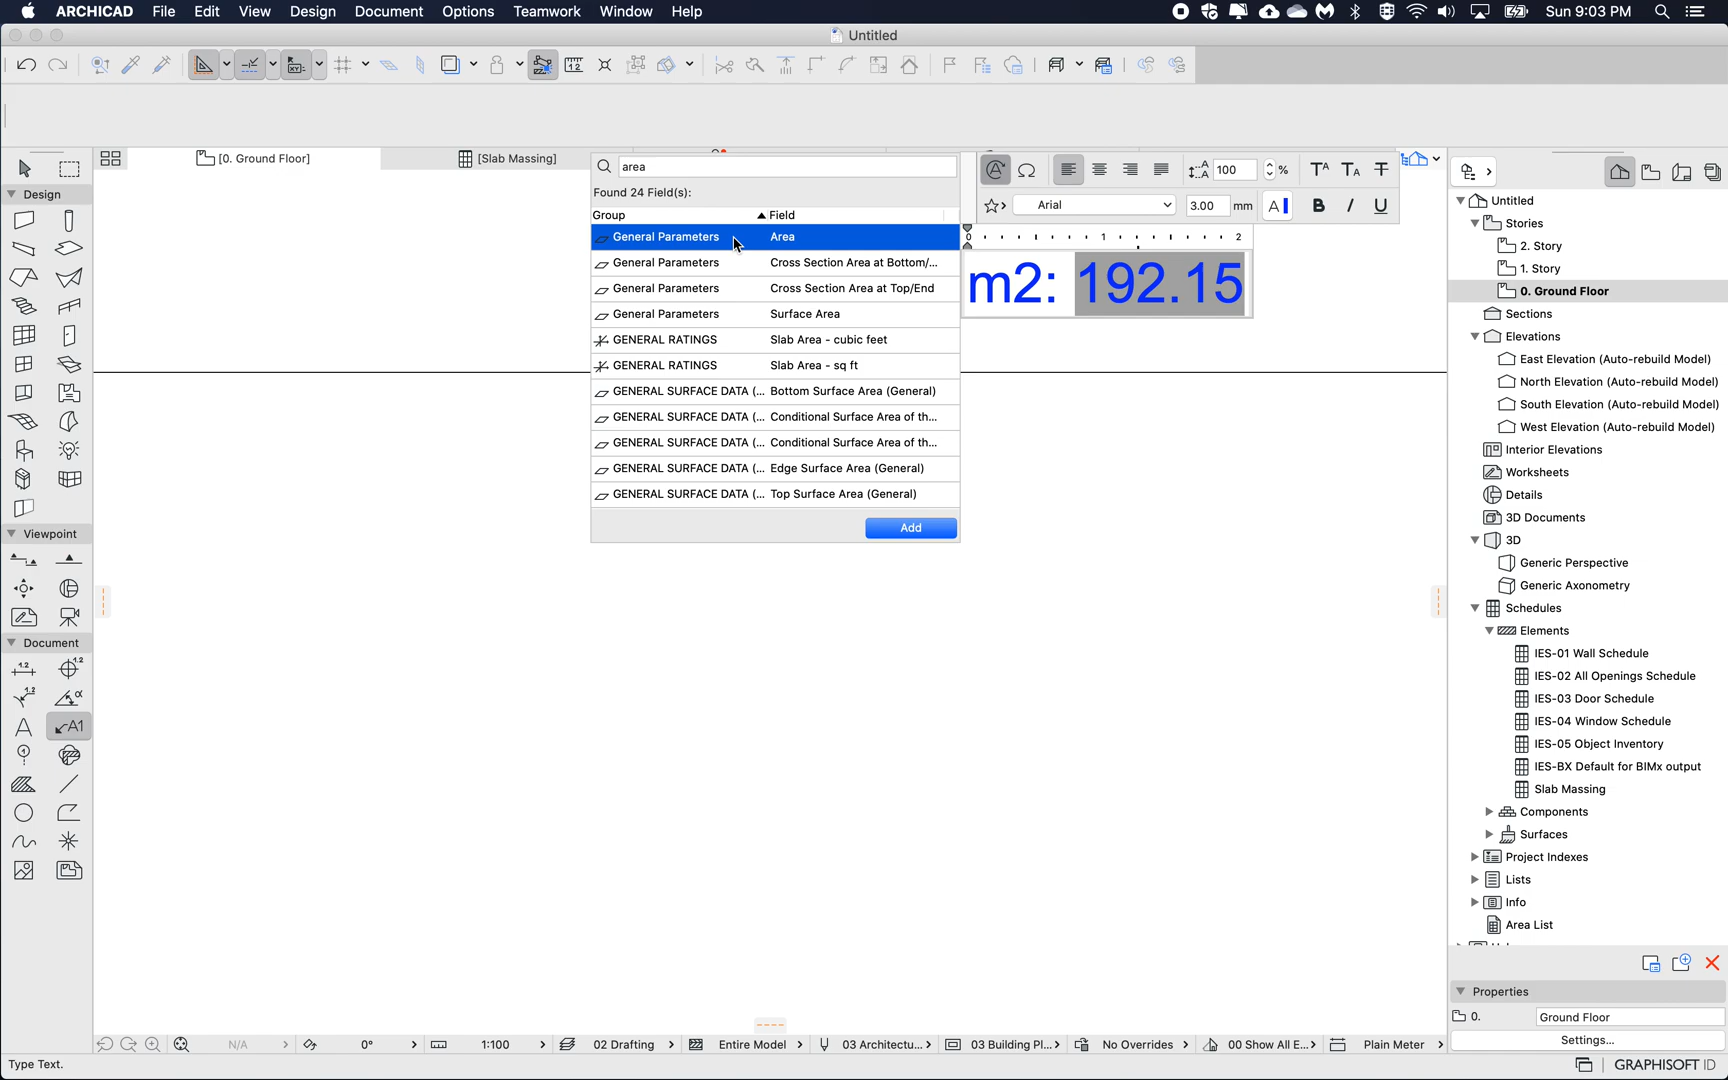 ARCHICAD File Edit View Design Document Options Teamwork Window Help Sun 9:03 PM
Untitled
[0. Ground Floor] [Slab Massing]
area
Found 24 Field(s):
Group Field
General Parameters Area
General Parameters Cross Section Area at Bottom/...
General Parameters Cross Section Area at Top/End
General Parameters Surface Area
GENERAL RATINGS Slab Area - cubic feet
GENERAL RATINGS Slab Area - sq ft
GENERAL SURFACE DATA (... Bottom Surface Area (General)
GENERAL SURFACE DATA (... Conditional Surface Area of th...
GENERAL SURFACE DATA (... Conditional Surface Area of th...
GENERAL SURFACE DATA (... Edge Surface Area (General)
GENERAL SURFACE DATA (... Top Surface Area (General)
Add
100 %
Arial 3.00 mm A B I U
0 1 2
m2: 192.15
Design
Viewpoint
Document
A1
Untitled
Stories
2. Story
1. Story
0. Ground Floor
Sections
Elevations
East Elevation (Auto-rebuild Model)
North Elevation (Auto-rebuild Model)
South Elevation (Auto-rebuild Model)
West Elevation (Auto-rebuild Model)
Interior Elevations
Worksheets
Details
3D Documents
3D
Generic Perspective
Generic Axonometry
Schedules
Elements
IES-01 Wall Schedule
IES-02 All Openings Schedule
IES-03 Door Schedule
IES-04 Window Schedule
IES-05 Object Inventory
IES-BX Default for BIMx output
Slab Massing
Components
Surfaces
Project Indexes
Lists
Info
Area List
Properties
0. Ground Floor
Settings...
N/A 0° 1:100 02 Drafting Entire Model 03 Architectu... 03 Building Pl... No Overrides 00 Show All E... Plain Meter
Type Text. GRAPHISOFT ID